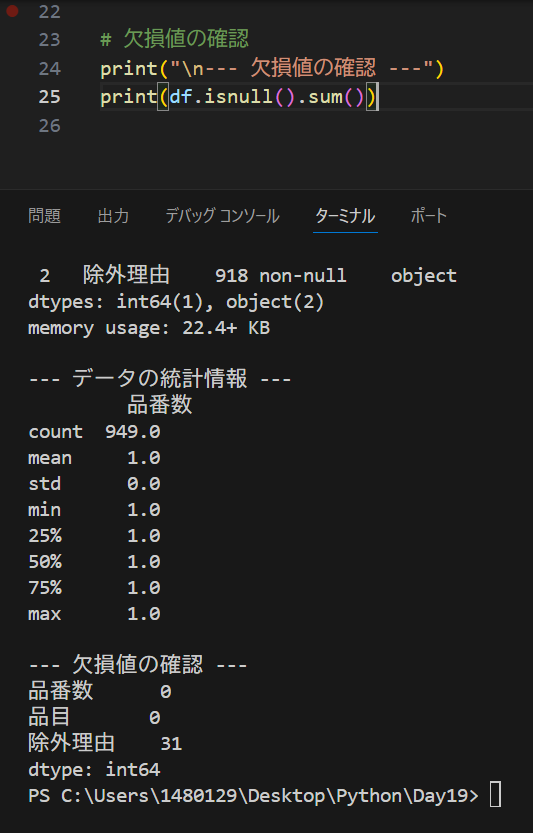 22
23 # 欠損値の確認
24 print("\n--- 欠損値の確認 ---")
25 print(df.isnull().sum())
26
問題 出力 デバッグ コンソール ターミナル ポート
2 除外理由 918 non-null object
dtypes: int64(1), object(2)
memory usage: 22.4+ KB
--- データの統計情報 ---
品番数
count 949.0
mean 1.0
std 0.0
min 1.0
25% 1.0
50% 1.0
75% 1.0
max 1.0
--- 欠損値の確認 ---
品番数 0
品目 0
除外理由 31
dtype: int64
PS C:\Users\1480129\Desktop\Python\Day19>